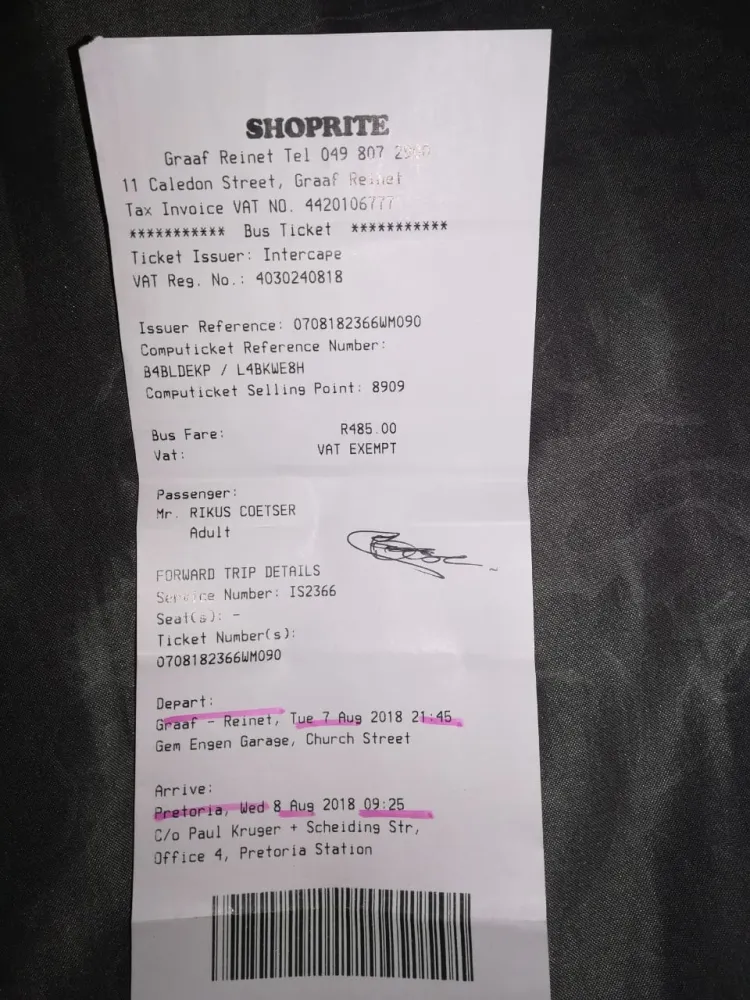 SHOPRITE
Graaf Reinet Tel 049 807
11 Caledon Street, Graaf Reinet
Tax Invoice VAT NO. 4420106777
*********** Bus Ticket ***********
Ticket Issuer: Intercape
VAT Reg. No.: 4030240818
Issuer Reference: 0708182366WM090
Computicket Reference Number:
B4BLDEKP / L4BKWE8H
Computicket Selling Point: 8909
Bus Fare: R485.00
Vat: VAT EXEMPT
Passenger:
Mr. RIKUS COETSER
Adult
FORWARD TRIP DETAILS
Service Number: IS2366
Seat(s): -
Ticket Number(s):
0708182366WM090
Depart:
Graaf - Reinet, Tue 7 Aug 2018 21:45
Gem Engen Garage, Church Street
Arrive:
Pretoria, Wed 8 Aug 2018 09:25
C/o Paul Kruger + Scheiding Str,
Office 4, Pretoria Station